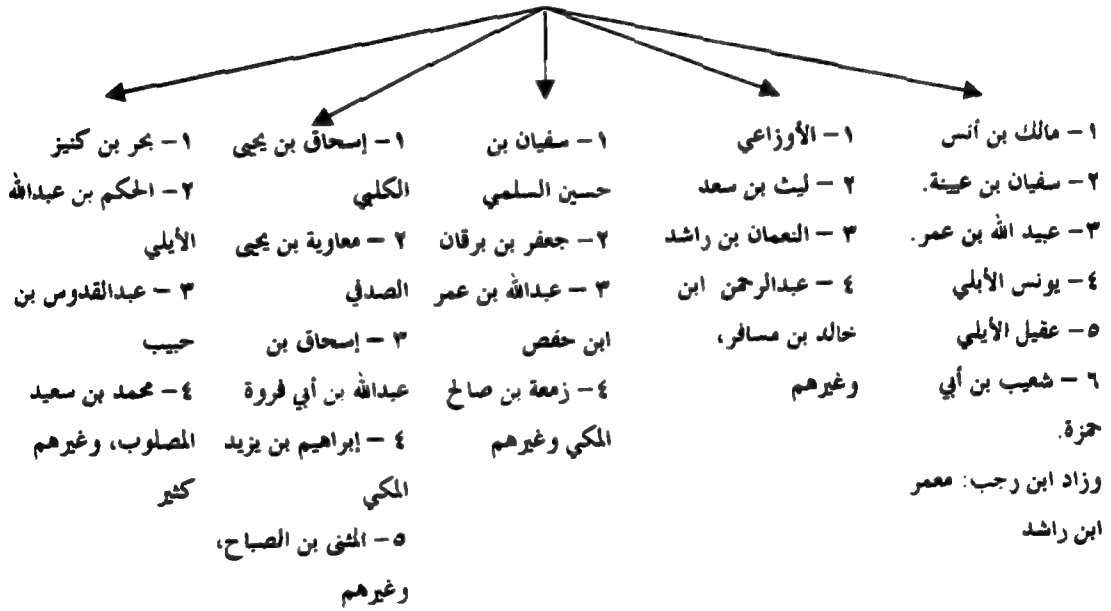 ١- مالك بن أنس
٢- سفيان بن عيينة.
٣- عبيد الله بن عمر.
٤- يونس الأبلي
٥- عقيل الأيلي
٦ - شعيب بن أبي
حمزة.
وزاد ابن رجب: معمر
ابن راشد
١- الأوزاعي
٢ - ليث بن سعد
٣ - النعمان بن راشد
٤ - عبدالرحمن ابن
خالد بن مسافر،
وغيرهم
١- سفيان بن
حسين السلمي
٢- جعفر بن برقان
٣ - عبدالله بن عمر
ابن حفص
٤- زمعة بن صالح
المكي وغيرهم
١- إسحاق بن يحيى
الكلبي
٢ - معاوية بن يحيى
الصدفي
٣ - إسحاق بن
عبدالله بن أبي فروة
٤ - إبراهيم بن يزيد
المكي
٥- المثنى بن الصباح،
وغيرهم
١- بحر بن كنيز
٢- الحكم بن عبدالله
الأيلي
٣ - عبدالقدوس بن
حبيب
٤- محمد بن سعيد
المصلوب، وغيرهم
كثير